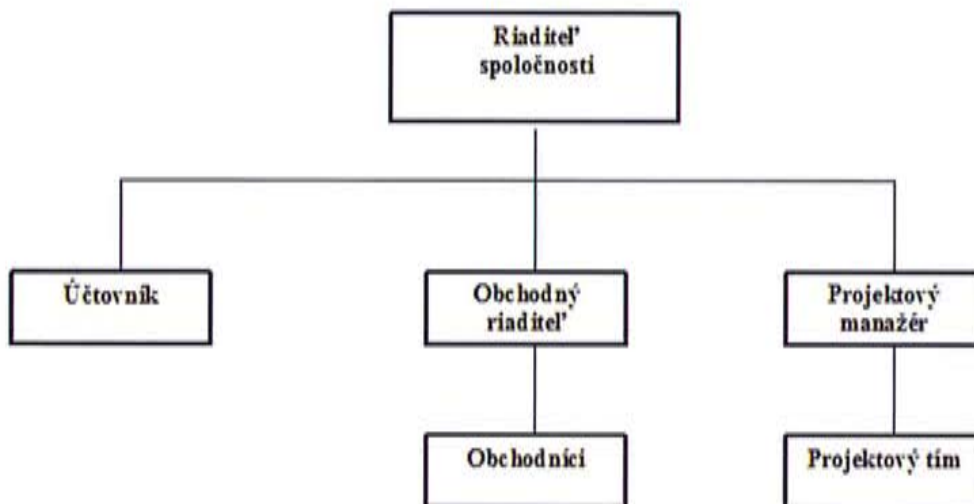 Riaditeľ
spoločnosti
Účtovník
Obchodný
riaditeľ
Projektový
manažér
Obchodníci
Projektový tím